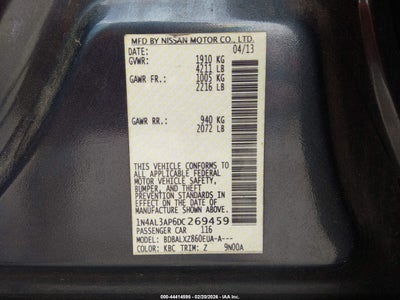 MFD BY NISSAN MOTOR CO., LTD.
DATE: 04/13
GVWR: 1910 KG
4211 LB
GAWR FR: 1005 KG
2216 LB
GAWR RR: 940 KG
2072 LB
THIS VEHICLE CONFORMS TO
ALL APPLICABLE FEDERAL
MOTOR VEHICLE SAFETY,
BUMPER, AND THEFT
PREVENTION STANDARDS
IN EFFECT ON THE DATE OF
MANUFACTURE SHOWN ABOVE.
1N4AL3AP6DC269459
PASSENGER CAR 116
MODEL: BDBALXZ860EUA-A---
COLOR: KBC TRIM: Z 9N00A
ID: 000-44414595 - 02/20/2026 - IAA